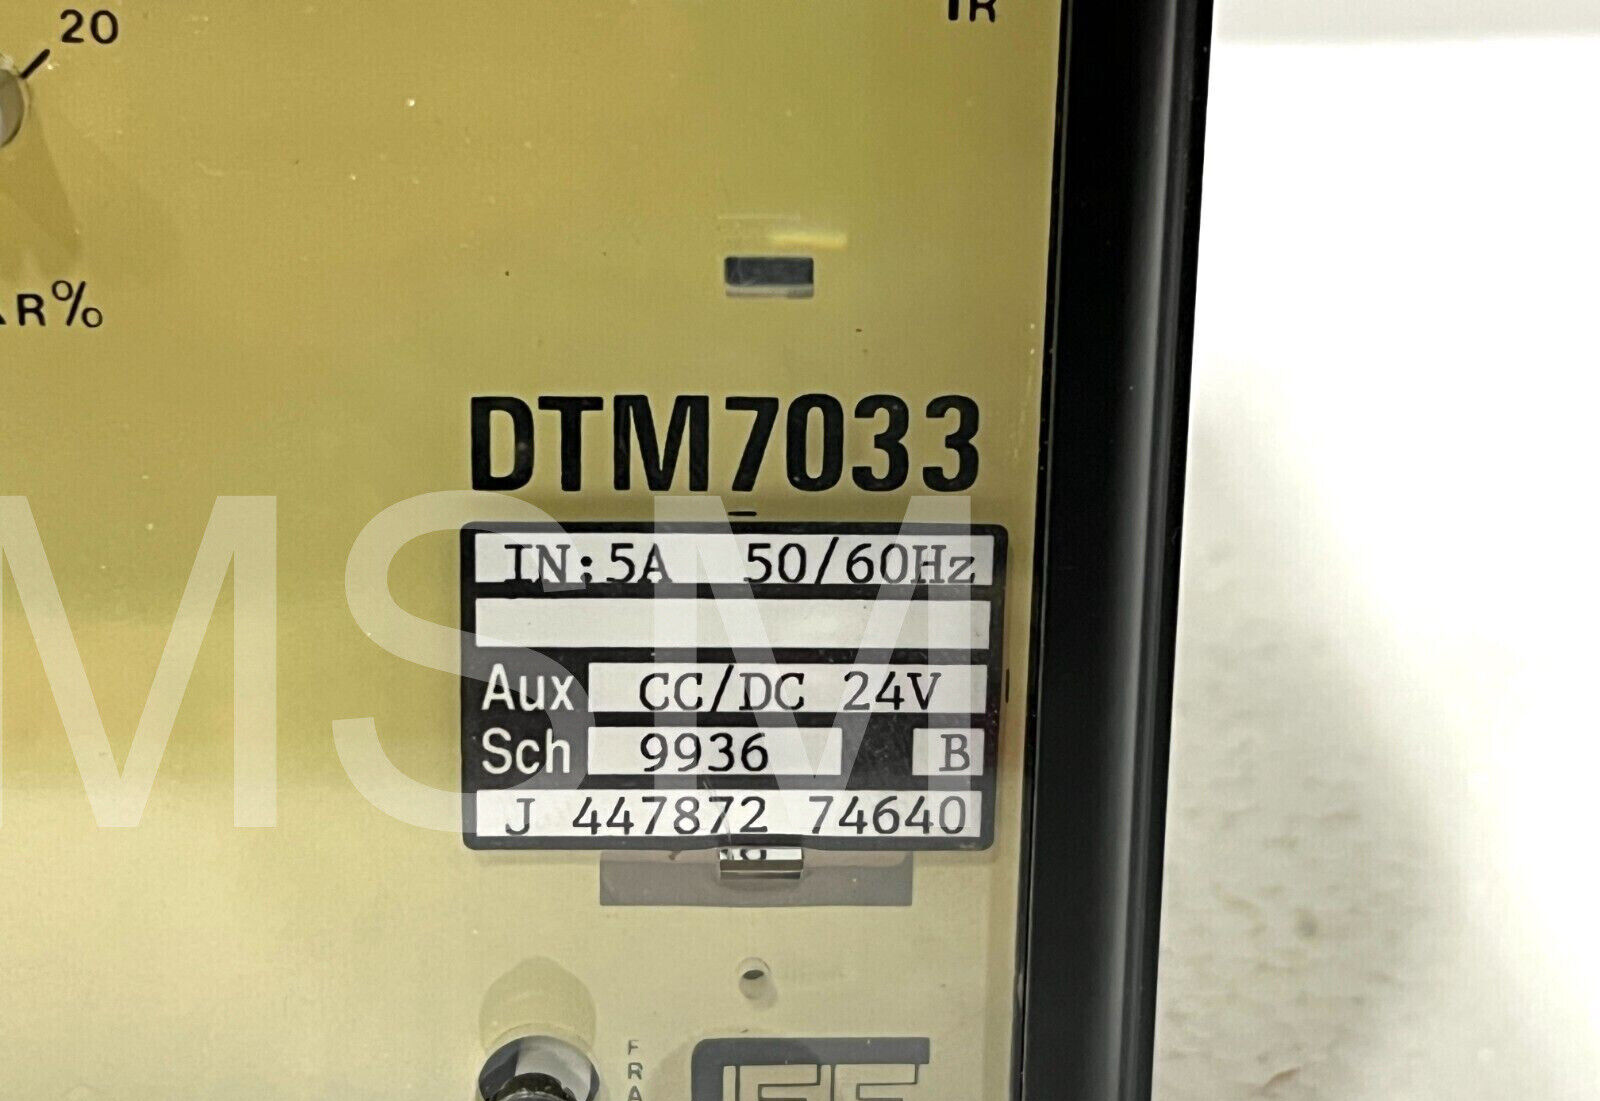 20
R%
DTM7033
IN:5A 50/60Hz
Aux CC/DC 24V
Sch 9936 B
J 447872 74640
MSM